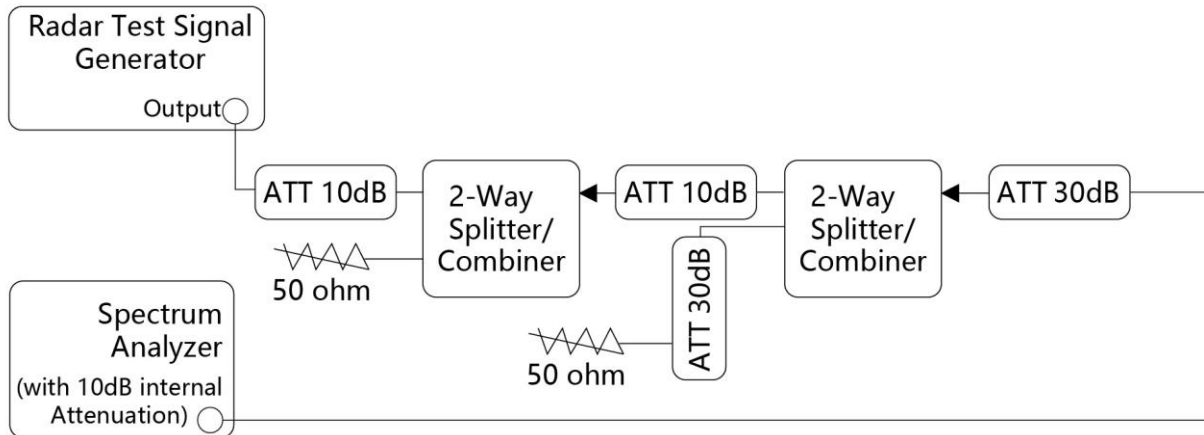 Radar Test Signal
Generator
Output
ATT 10dB
2-Way
Splitter/
Combiner
ATT 10dB
2-Way
Splitter/
Combiner
ATT 30dB
50 ohm
ATT 30dB
50 ohm
Spectrum
Analyzer
(with 10dB internal
Attenuation)